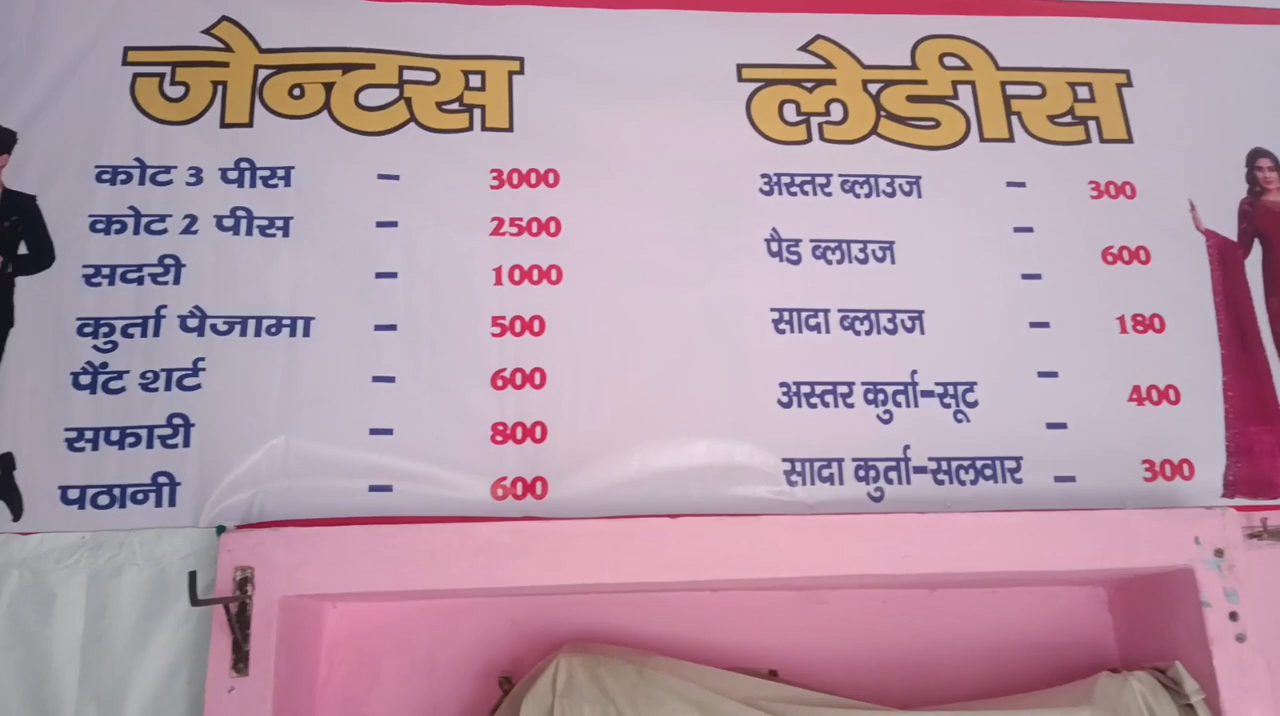 जेन्टस
कोट 3 पीस - 3000
कोट 2 पीस - 2500
सदरी - 1000
कुर्ता पैजामा - 500
पैंट शर्ट - 600
सफारी - 800
पठानी - 600
लेडीस
अस्तर ब्लाउज - 300
पैड ब्लाउज - 600
सादा ब्लाउज - 180
अस्तर कुर्ता-सूट - 400
सादा कुर्ता-सलवार - 300